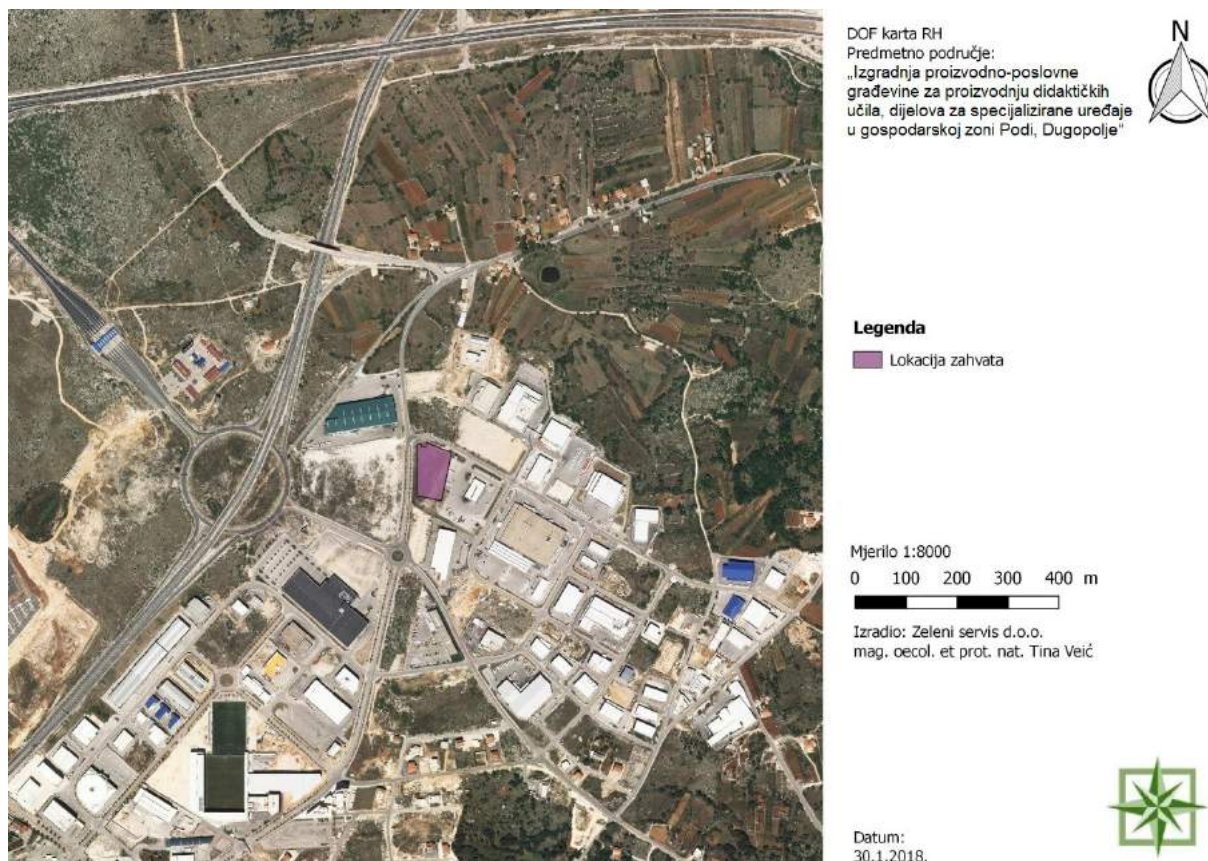 DOF karta RH
Predmetno područje:
„Izgradnja proizvodno-poslovne
građevine za proizvodnju didaktičkih
učila, dijelova za specijalizirane uređaje
u gospodarskoj zoni Podi, Dugopolje“
N
Legenda
Lokacija zahvata
Mjerilo 1:8000
0 100 200 300 400 m
Izradio: Zeleni servis d.o.o.
mag. oecol. et prot. nat. Tina Veić
Datum:
30.1.2018.